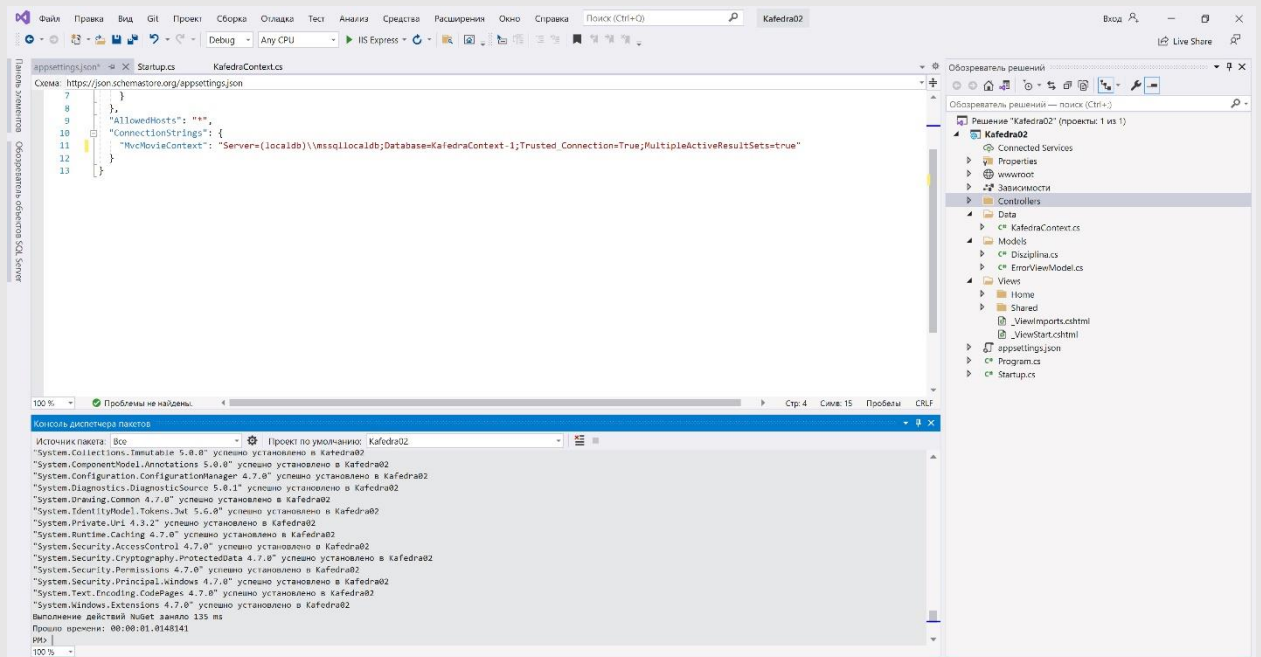 Файл Правка Вид Git Проект Сборка Отладка Тест Анализ Средства Расширения Окно Справка Поиск (Ctrl+Q) Kafedra02 Вход
Debug Any CPU IIS Express Live Share
Панель элементов
Обозреватель объектов SQL Server
appsettings.json* Startup.cs KafedraContext.cs
Схема: https://json.schemastore.org/appsettings.json
7 }
8 },
9 "AllowedHosts": "*",
10 "ConnectionStrings": {
11 "MvcMovieContext": "Server=(localdb)\\mssqllocaldb;Database=KafedraContext-1;Trusted_Connection=True;MultipleActiveResultSets=true"
12 }
13 }
100 % Проблемы не найдены. Стр: 4 Симв: 15 Пробелы CRLF
Консоль диспетчера пакетов
Источник пакета: Все Проект по умолчанию: Kafedra02
"System.Collections.Immutable 5.0.0" успешно установлено в Kafedra02
"System.ComponentModel.Annotations 5.0.0" успешно установлено в Kafedra02
"System.Configuration.ConfigurationManager 4.7.0" успешно установлено в Kafedra02
"System.Diagnostics.DiagnosticSource 5.0.1" успешно установлено в Kafedra02
"System.Drawing.Common 4.7.0" успешно установлено в Kafedra02
"System.IdentityModel.Tokens.Jwt 5.6.0" успешно установлено в Kafedra02
"System.Private.Uri 4.3.2" успешно установлено в Kafedra02
"System.Runtime.Caching 4.7.0" успешно установлено в Kafedra02
"System.Security.AccessControl 4.7.0" успешно установлено в Kafedra02
"System.Security.Cryptography.ProtectedData 4.7.0" успешно установлено в Kafedra02
"System.Security.Permissions 4.7.0" успешно установлено в Kafedra02
"System.Security.Principal.Windows 4.7.0" успешно установлено в Kafedra02
"System.Text.Encoding.CodePages 4.7.0" успешно установлено в Kafedra02
"System.Windows.Extensions 4.7.0" успешно установлено в Kafedra02
Выполнение действий NuGet заняло 135 ms
Прошло времени: 00:00:01.0148141
PM>
100 %
Обозреватель решений
Обозреватель решений — поиск (Ctrl+;)
Решение "Kafedra02" (проекты: 1 из 1)
Kafedra02
Connected Services
Properties
wwwroot
Зависимости
Controllers
Data
C# KafedraContext.cs
Models
C# Disziplina.cs
C# ErrorViewModel.cs
Views
Home
Shared
_ViewImports.cshtml
_ViewStart.cshtml
appsettings.json
C# Program.cs
C# Startup.cs